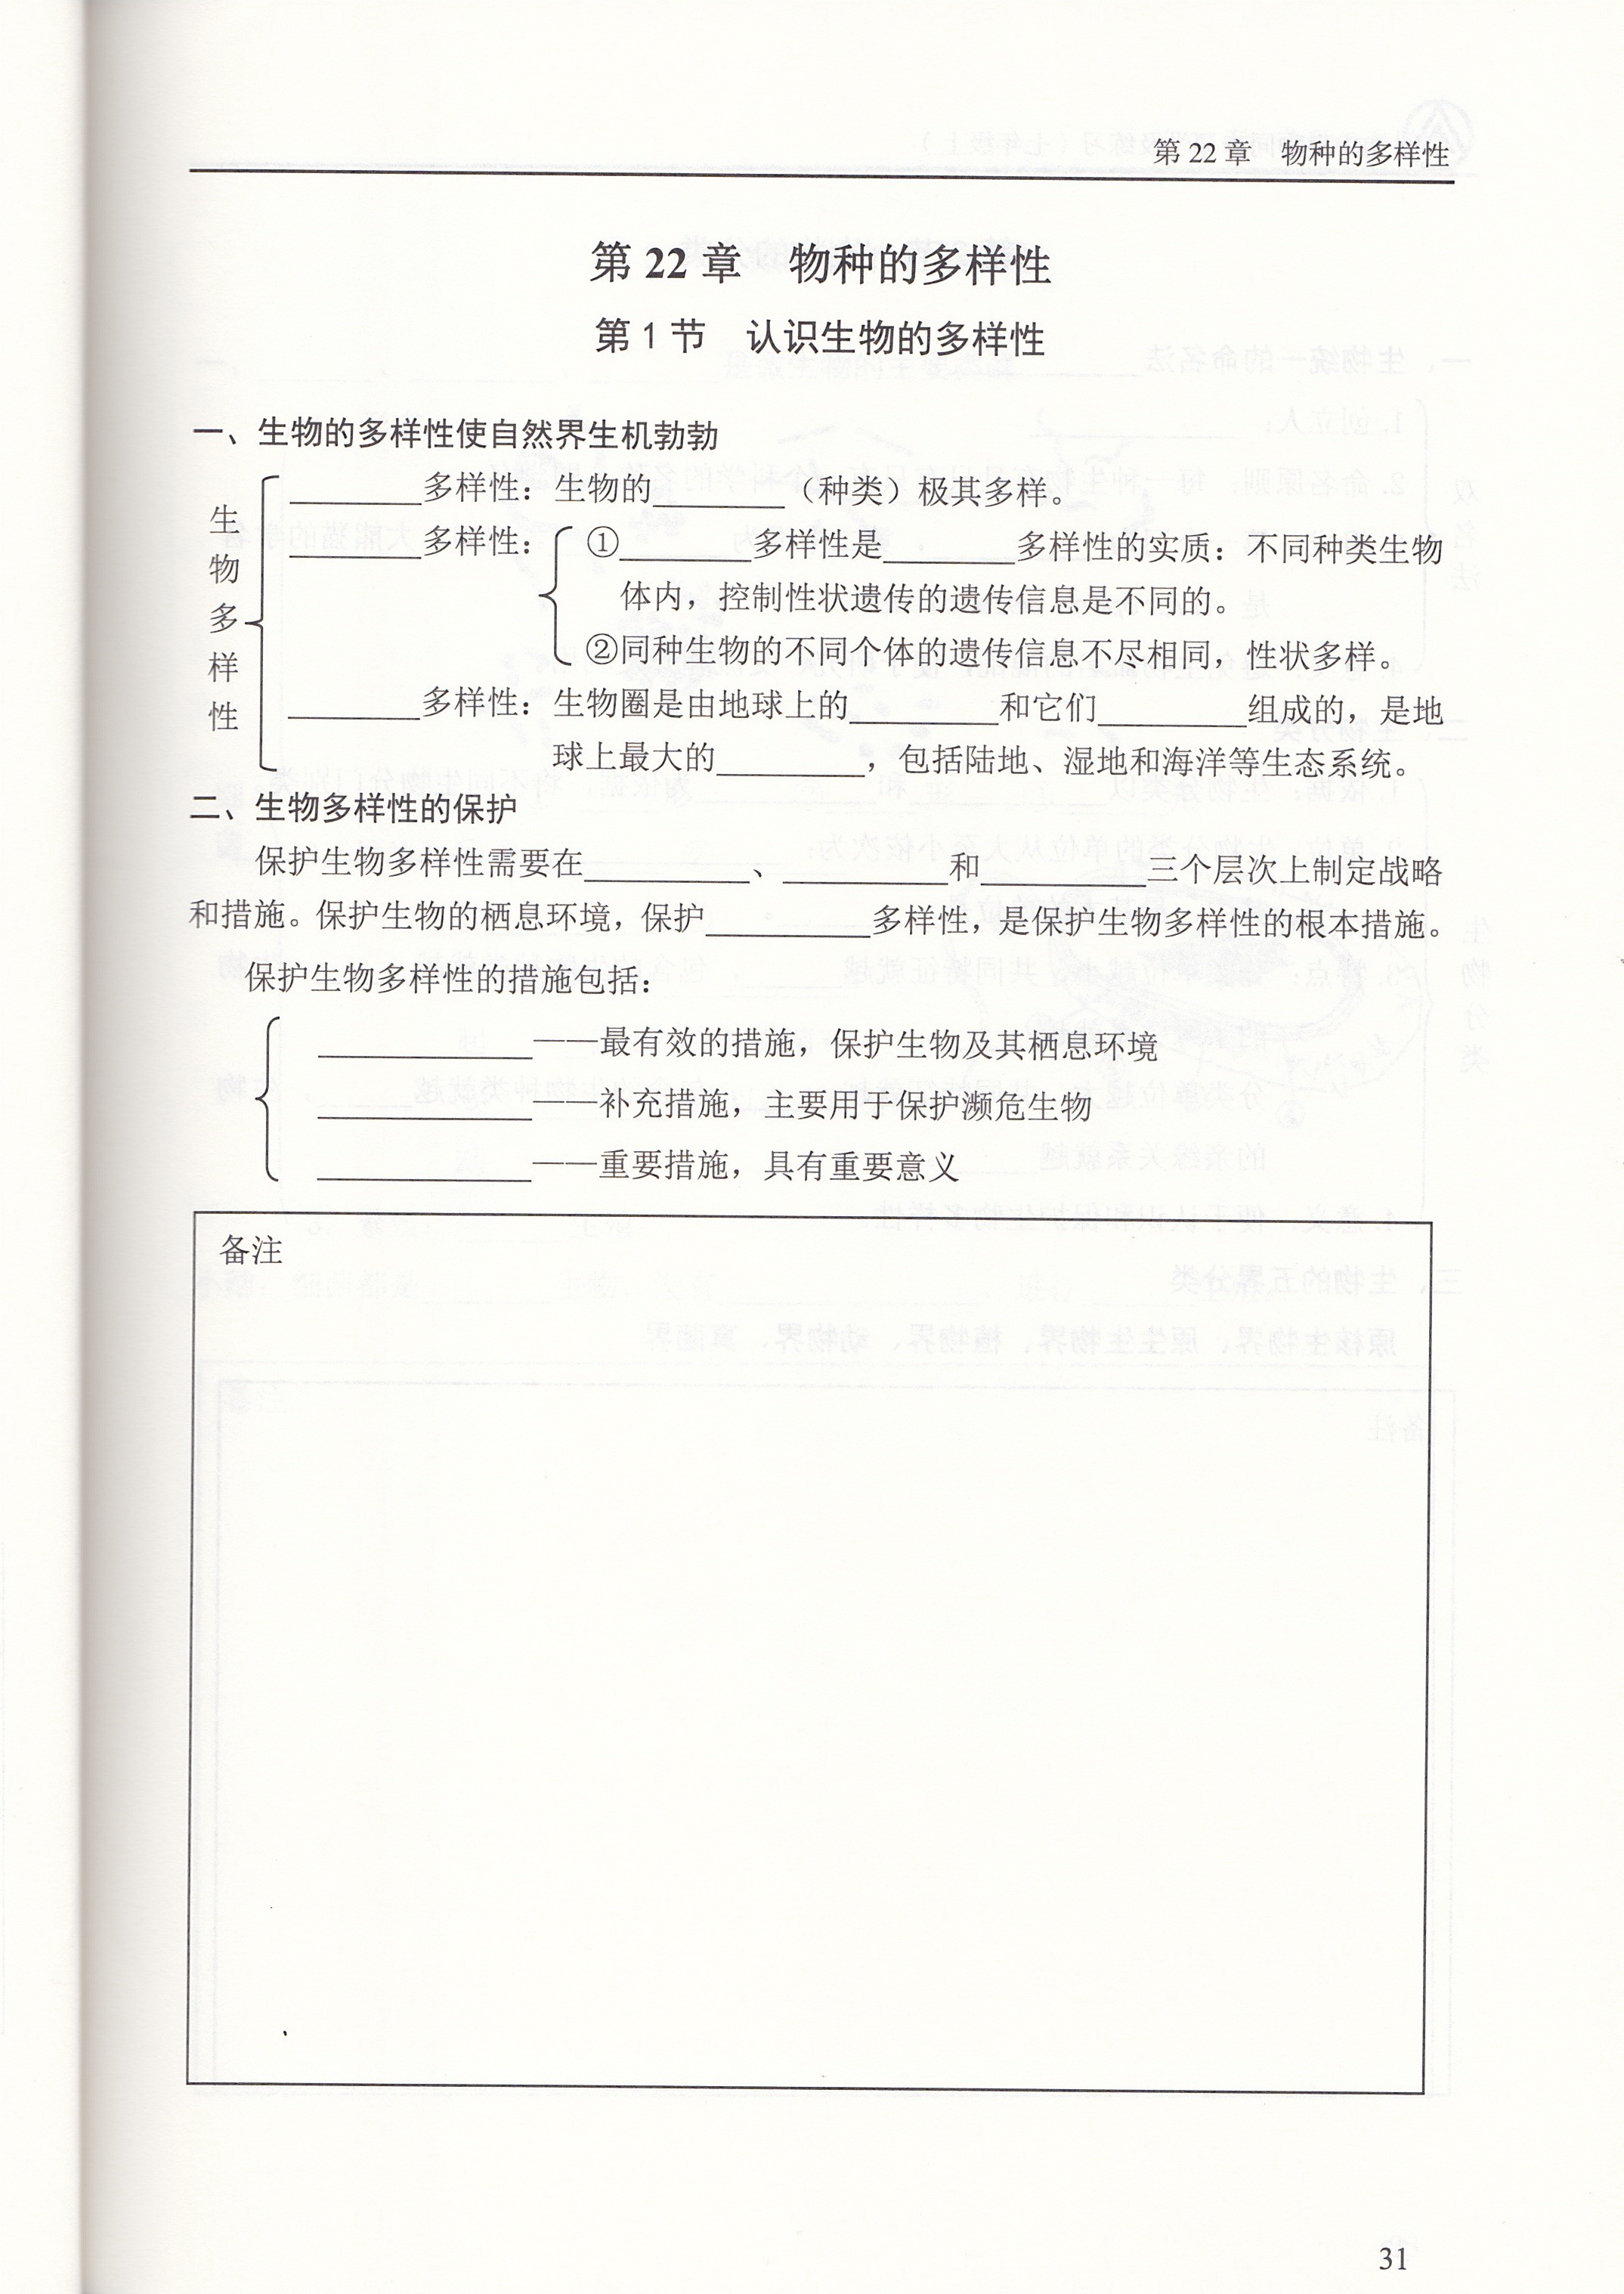 第 22 章　物种的多样性
第 22 章　物种的多样性
第 1 节　认识生物的多样性
一、生物的多样性使自然界生机勃勃
生物多样性
________多样性：生物的________（种类）极其多样。
________多样性：①________多样性是________多样性的实质：不同种类生物
体内，控制性状遗传的遗传信息是不同的。
②同种生物的不同个体的遗传信息不尽相同，性状多样。
________多样性：生物圈是由地球上的________和它们________组成的，是地
球上最大的________，包括陆地、湿地和海洋等生态系统。
二、生物多样性的保护
保护生物多样性需要在________、________和________三个层次上制定战略
和措施。保护生物的栖息环境，保护________多样性，是保护生物多样性的根本措施。
保护生物多样性的措施包括：
________——最有效的措施，保护生物及其栖息环境
________——补充措施，主要用于保护濒危生物
________——重要措施，具有重要意义
备注
31